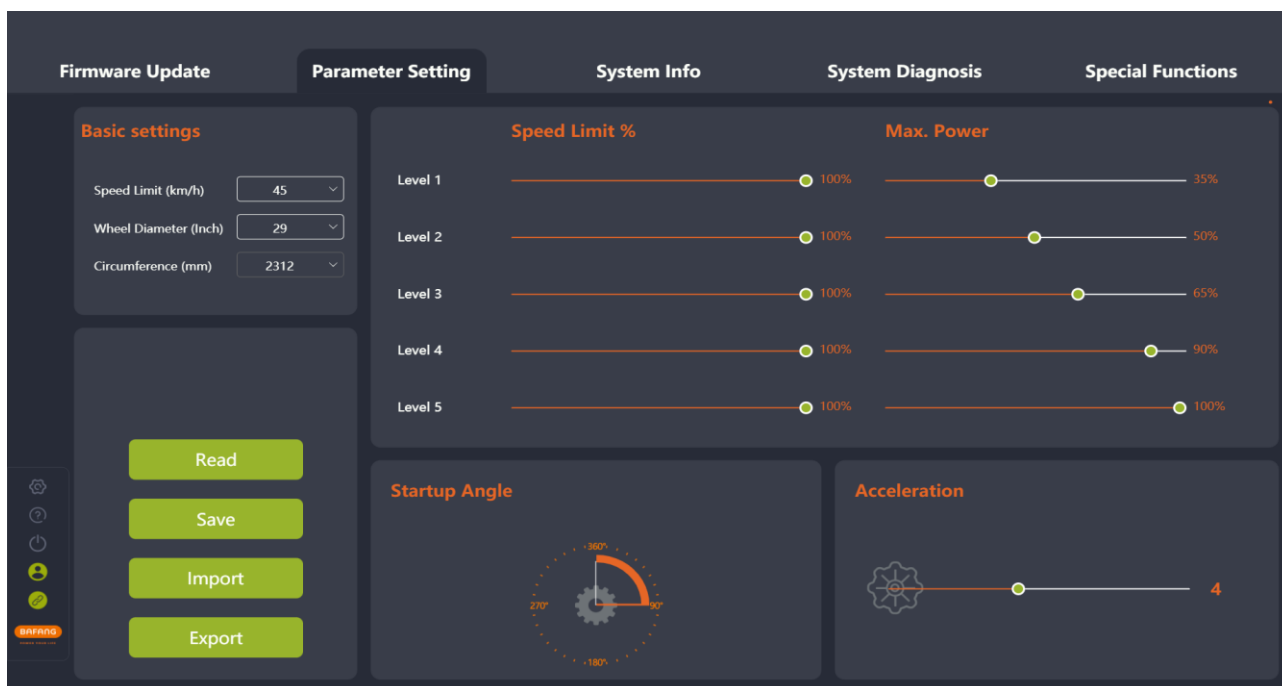 Firmware Update Parameter Setting System Info System Diagnosis Special Functions
Basic settings
Speed Limit (km/h) 45
Wheel Diameter (Inch) 29
Circumference (mm) 2312
Speed Limit % Max. Power
Level 1 100% 35%
Level 2 100% 50%
Level 3 100% 65%
Level 4 100% 90%
Level 5 100% 100%
Read
Save
Import
Export
BAFANG
Startup Angle
360°
270° 90°
180°
Acceleration
4